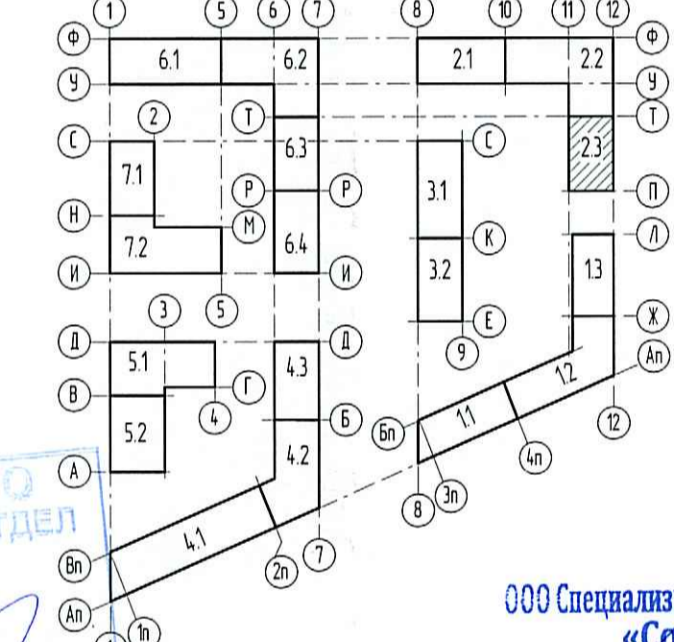 1 5 6 7 8 10 11 12
Ф 6.1 6.2 2.1 2.2 Ф
У У
2 Т Т
С 6.3 С 2.3
7.1 3.1
Р Р П
Н М К Л
7.2 6.4 3.2 1.3
И И
3 5 Е Ж
Д Д 9
5.1 4.3 1.2 Ап
В Г 1.1
4 Б Бп 12
5.2 4.2 4п
А 3п
8
О
ТДЕЛ
4.1 7
Вп 2п
Ап 1п
ООО Специализ
«Се